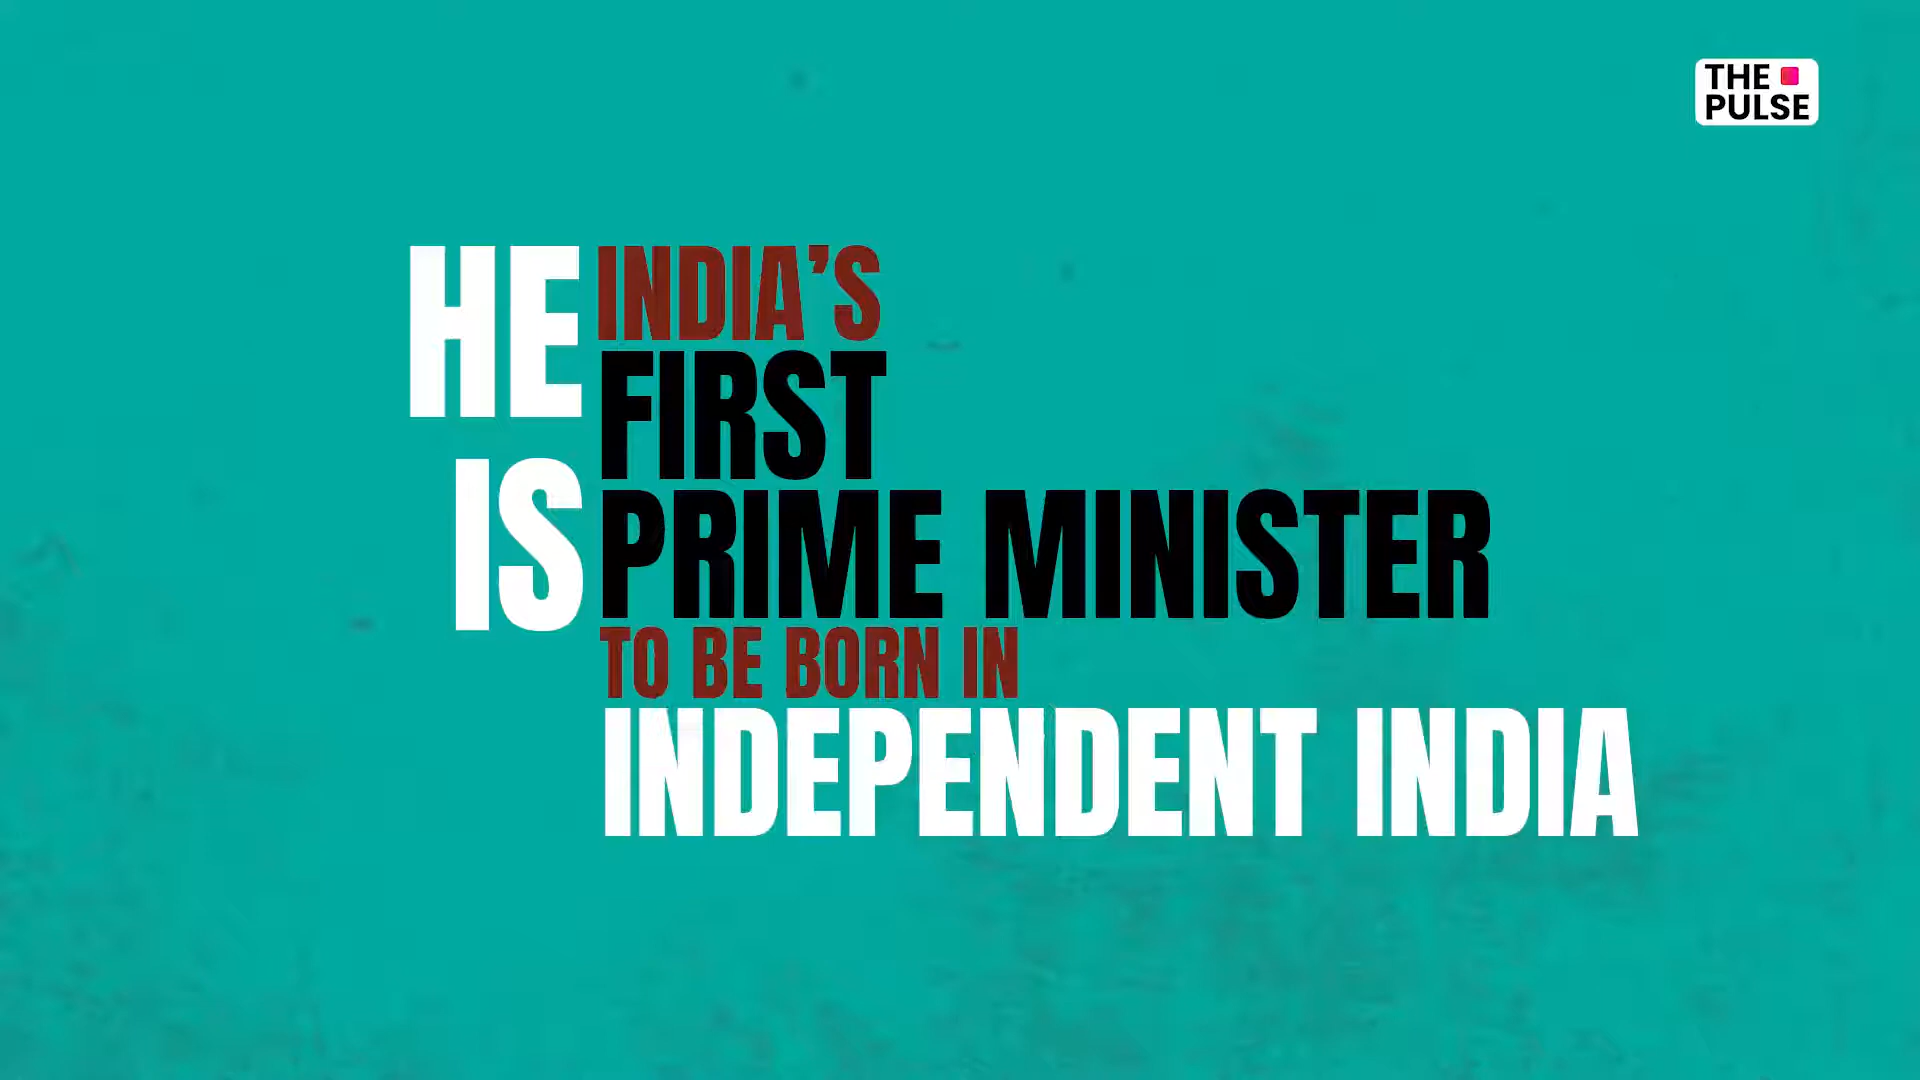 THE
PULSE
HE
IS
INDIA’S
FIRST
PRIME MINISTER
TO BE BORN IN
INDEPENDENT INDIA